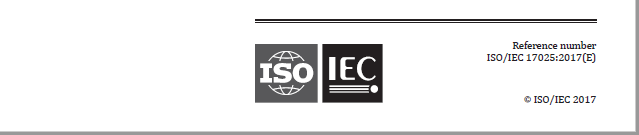 ISO IEC
Reference number
ISO/IEC 17025:2017(E)
© ISO/IEC 2017